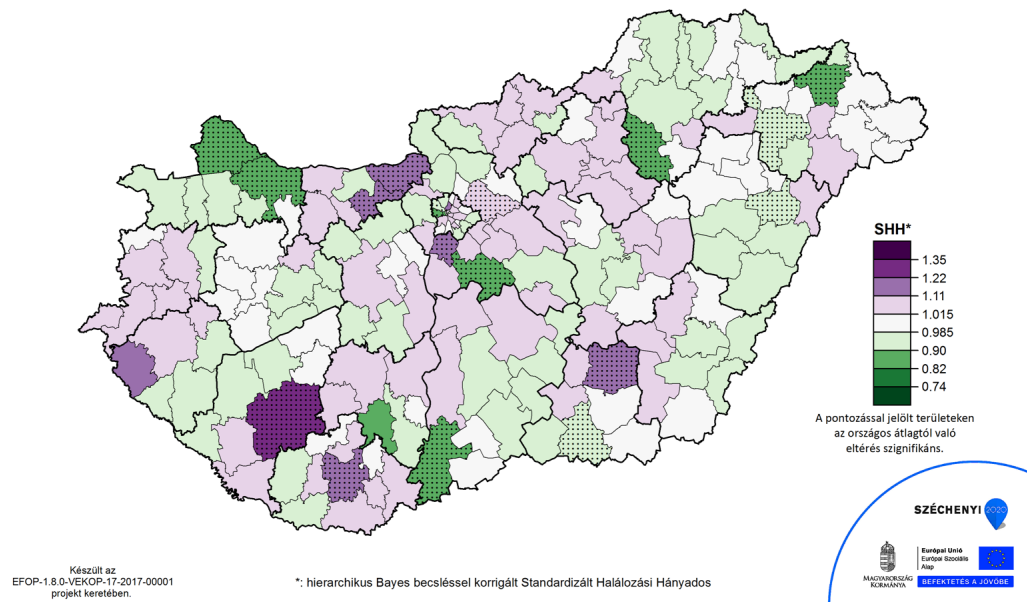 SHH*
1.35
1.22
1.11
1.015
0.985
0.90
0.82
0.74
A pontozással jelölt területeken
az országos átlagtól való
eltérés szignifikáns.
SZÉCHENYI 2020
Magyarország
Kormánya
Európai Unió
Európai Szociális
Alap
BEFEKTETÉS A JÖVŐBE
Készült az
EFOP-1.8.0-VEKOP-17-2017-00001
projekt keretében.
*: hierarchikus Bayes becsléssel korrigált Standardizált Halálozási Hányados